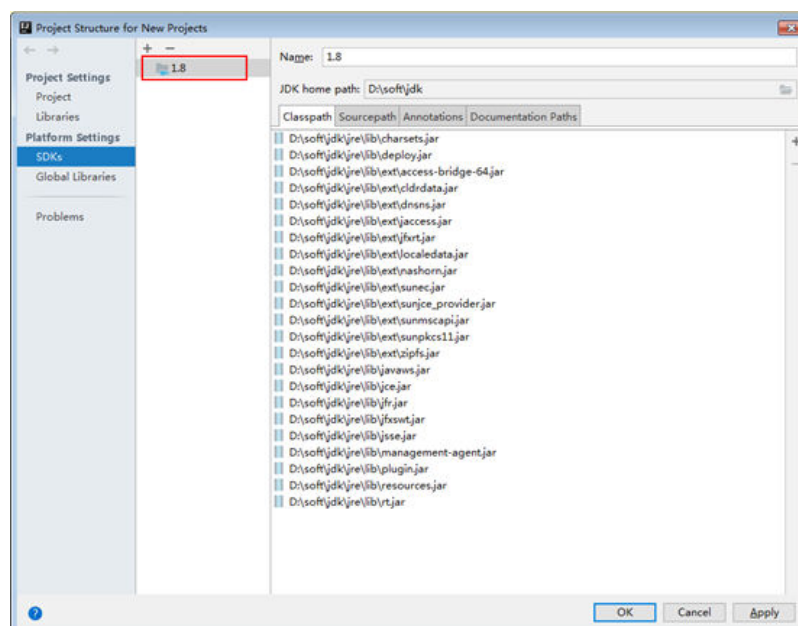 Project Structure for New Projects
Project Settings
Project
Libraries
Platform Settings
SDKs
Global Libraries
Problems
1.8
Name: 1.8
JDK home path: D:\soft\jdk
Classpath Sourcepath Annotations Documentation Paths
D:\soft\jdk\jre\lib\charsets.jar
D:\soft\jdk\jre\lib\deploy.jar
D:\soft\jdk\jre\lib\ext\access-bridge-64.jar
D:\soft\jdk\jre\lib\ext\cldrdata.jar
D:\soft\jdk\jre\lib\ext\dnsns.jar
D:\soft\jdk\jre\lib\ext\jaccess.jar
D:\soft\jdk\jre\lib\ext\jfxrt.jar
D:\soft\jdk\jre\lib\ext\localedata.jar
D:\soft\jdk\jre\lib\ext\nashorn.jar
D:\soft\jdk\jre\lib\ext\sunec.jar
D:\soft\jdk\jre\lib\ext\sunjce_provider.jar
D:\soft\jdk\jre\lib\ext\sunmscapi.jar
D:\soft\jdk\jre\lib\ext\sunpkcs11.jar
D:\soft\jdk\jre\lib\ext\zipfs.jar
D:\soft\jdk\jre\lib\javaws.jar
D:\soft\jdk\jre\lib\jce.jar
D:\soft\jdk\jre\lib\jfr.jar
D:\soft\jdk\jre\lib\jfxswt.jar
D:\soft\jdk\jre\lib\jsse.jar
D:\soft\jdk\jre\lib\management-agent.jar
D:\soft\jdk\jre\lib\plugin.jar
D:\soft\jdk\jre\lib\resources.jar
D:\soft\jdk\jre\lib\rt.jar
OK Cancel Apply